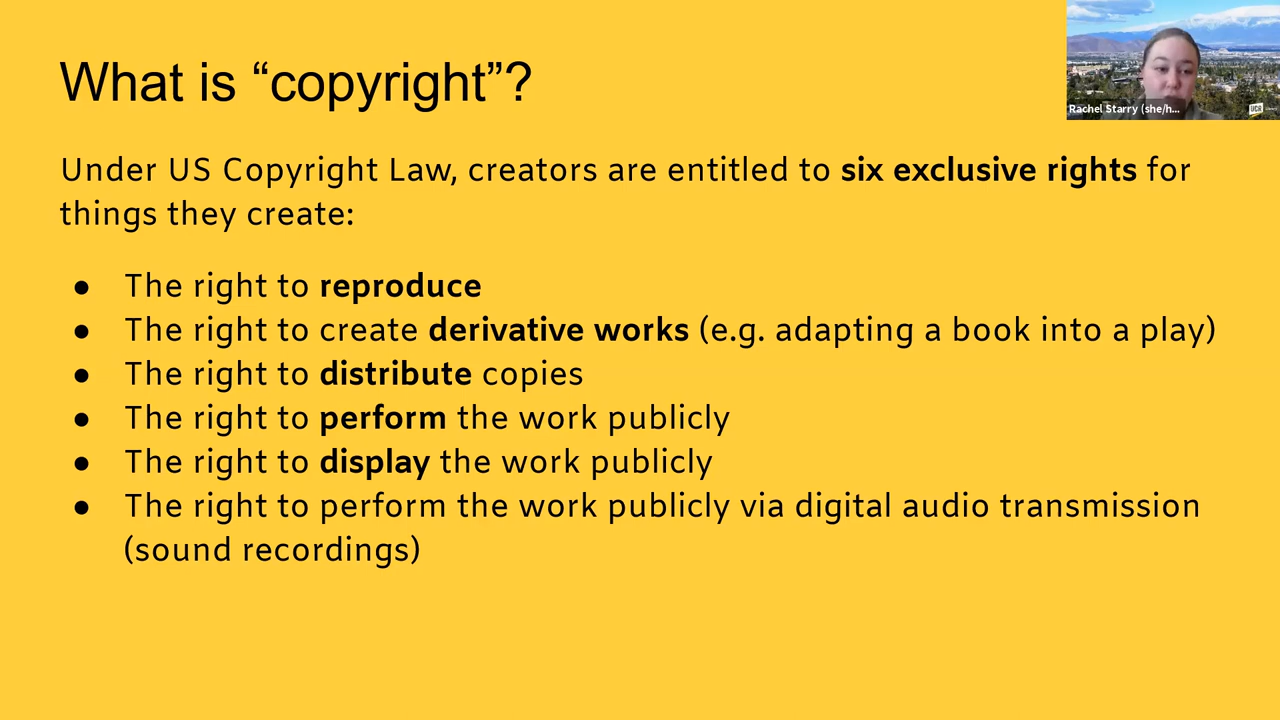 What is “copyright”?
Rachel Starry (she/h...
UCR
Under US Copyright Law, creators are entitled to six exclusive rights for
things they create:
● The right to reproduce
● The right to create derivative works (e.g. adapting a book into a play)
● The right to distribute copies
● The right to perform the work publicly
● The right to display the work publicly
● The right to perform the work publicly via digital audio transmission
(sound recordings)